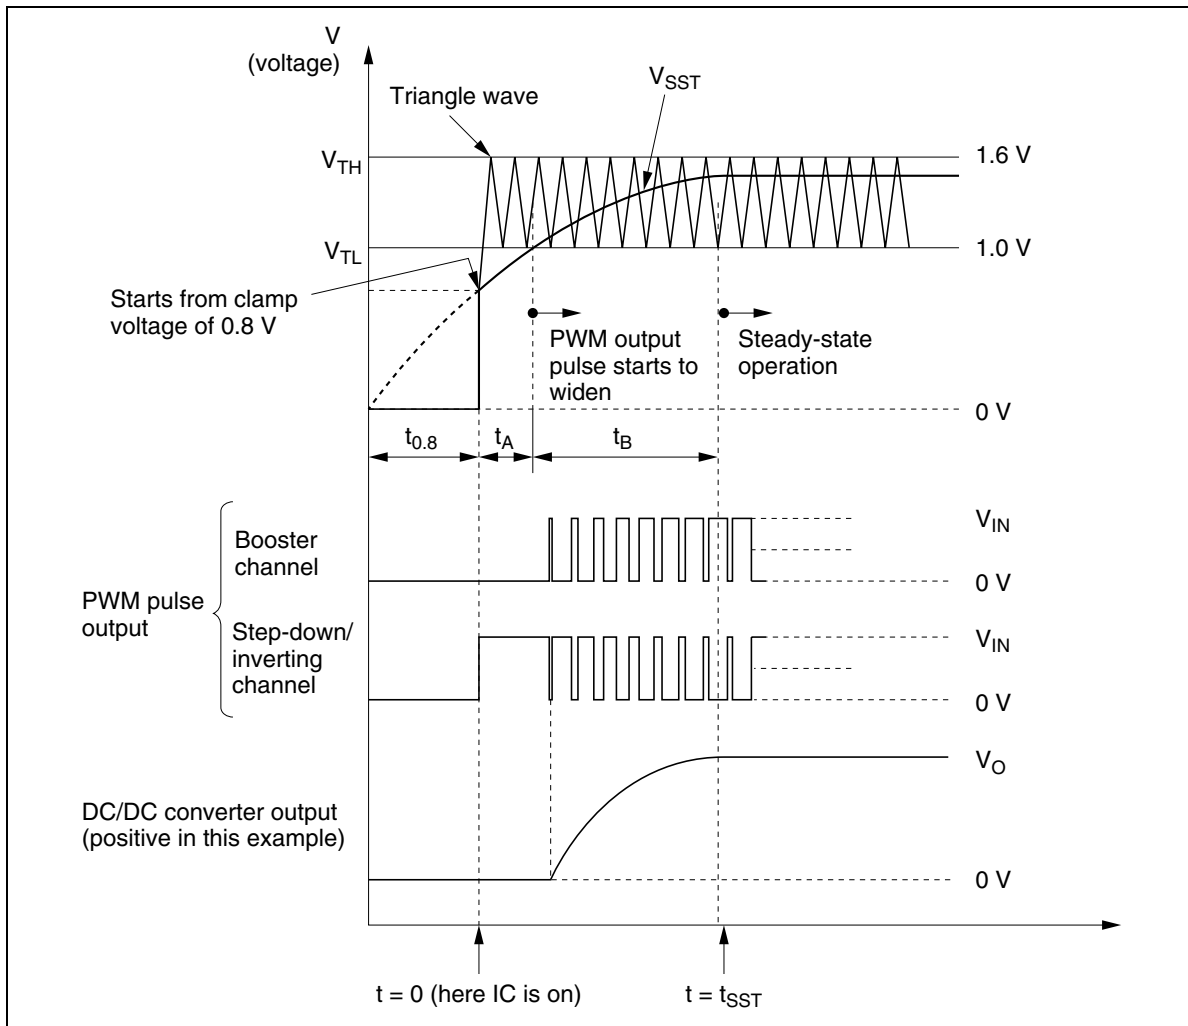 V
(voltage)
Triangle wave
V_SST
V_TH
1.6 V
V_TL
1.0 V
Starts from clamp
voltage of 0.8 V
PWM output
pulse starts to
widen
Steady-state
operation
0 V
t_0.8
t_A
t_B
PWM pulse
output
Booster
channel
V_IN
0 V
Step-down/
inverting
channel
V_IN
0 V
DC/DC converter output
(positive in this example)
V_O
0 V
t = 0 (here IC is on)
t = t_SST